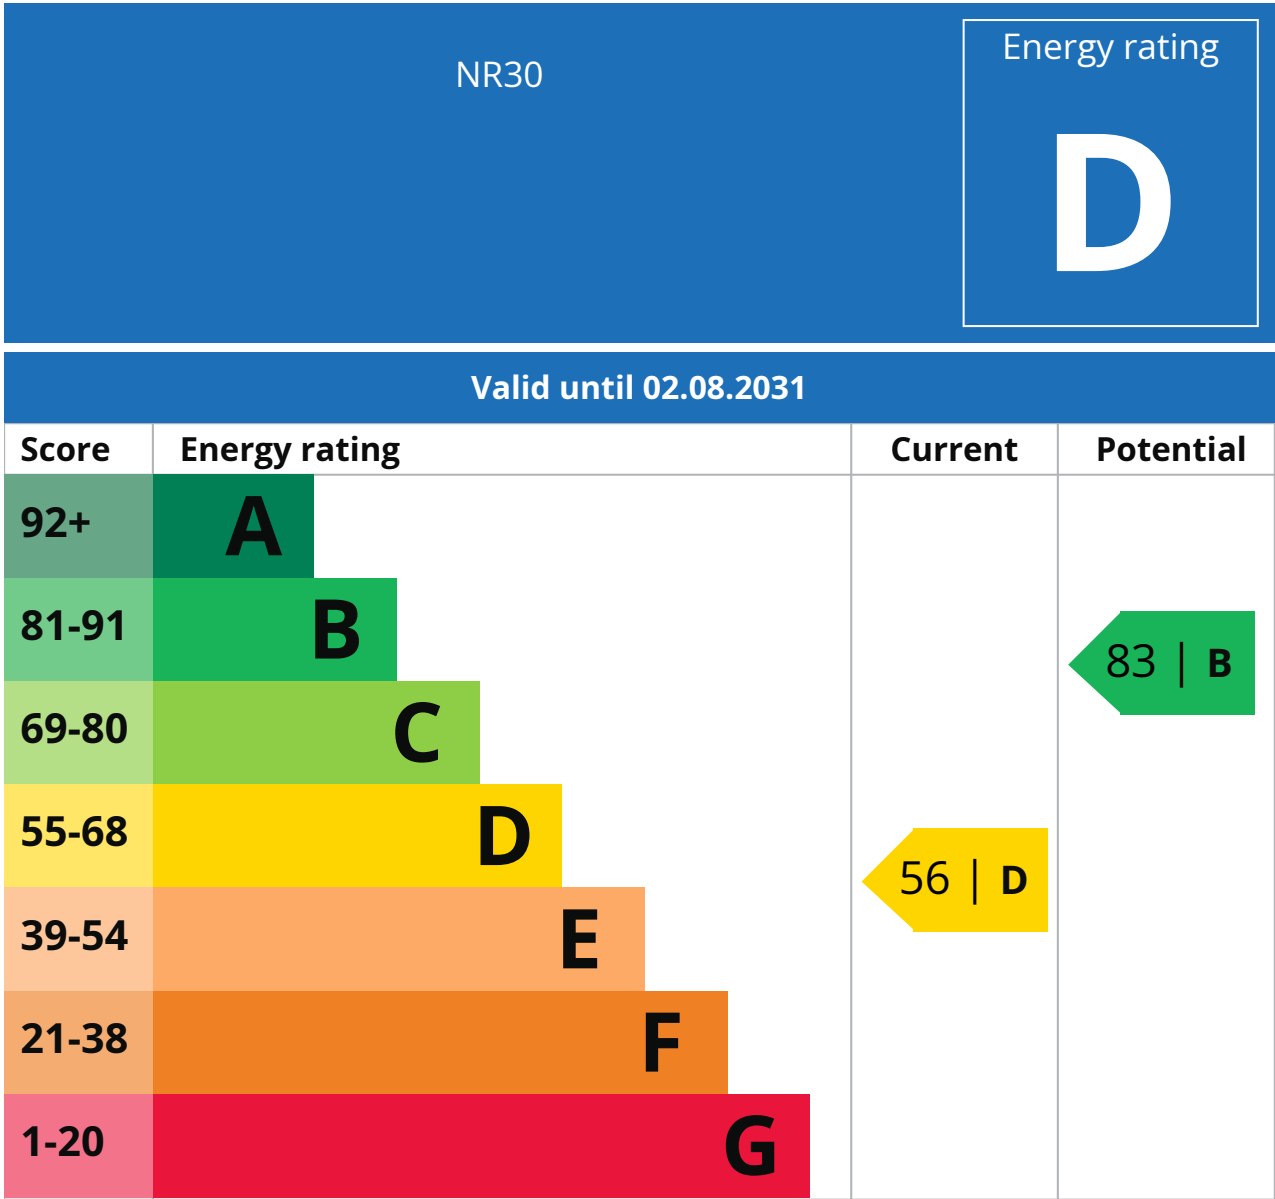 NR30
Energy rating
D
Valid until 02.08.2031
Score Energy rating Current Potential
92+ A
81-91 B
83 | B
69-80 C
55-68 D
56 | D
39-54 E
21-38 F
1-20 G